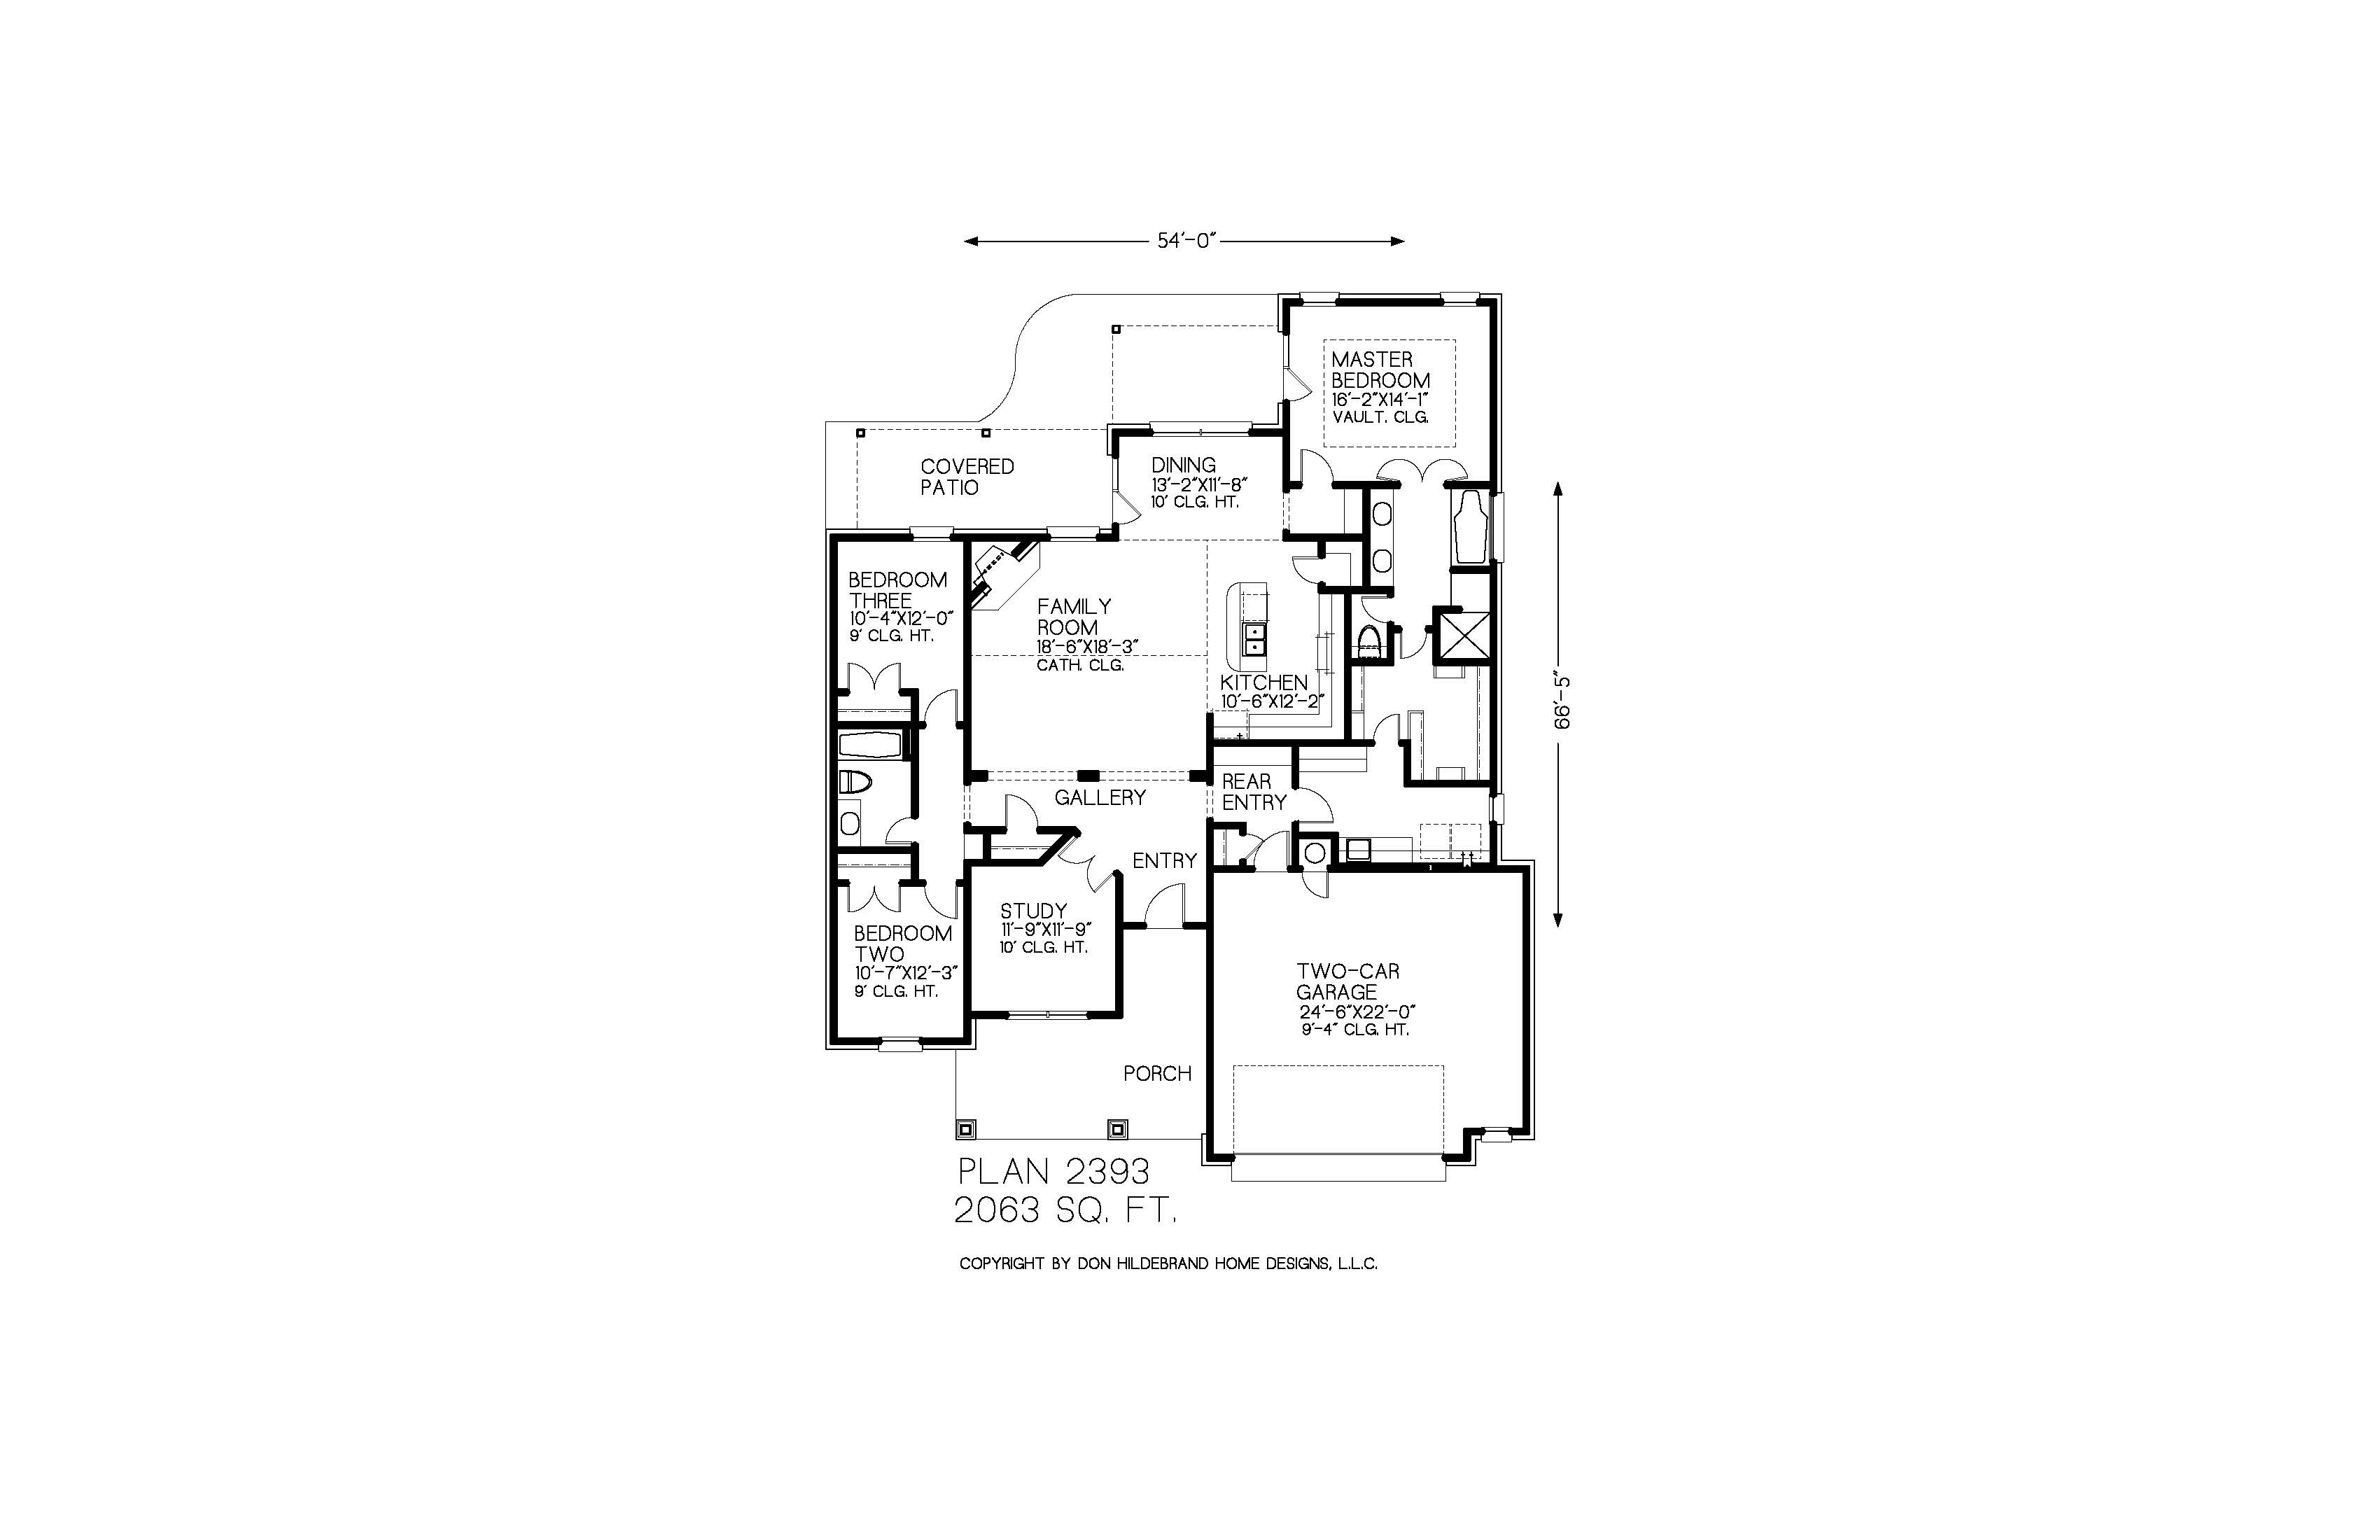 54'-0"
MASTER
BEDROOM
16'-2"X14'-1"
VAULT. CLG.
COVERED
PATIO
DINING
13'-2"X11'-8"
10' CLG. HT.
BEDROOM
THREE
10'-4"X12'-0"
9' CLG. HT.
FAMILY
ROOM
18'-6"X18'-3"
CATH. CLG.
KITCHEN
10'-6"X12'-2"
66'-5"
GALLERY
REAR
ENTRY
ENTRY
STUDY
11'-9"X11'-9"
10' CLG. HT.
BEDROOM
TWO
10'-7"X12'-3"
9' CLG. HT.
TWO-CAR
GARAGE
24'-6"X22'-0"
9'-4" CLG. HT.
PORCH
PLAN 2393
2063 SQ. FT.
COPYRIGHT BY DON HILDEBRAND HOME DESIGNS, L.L.C.